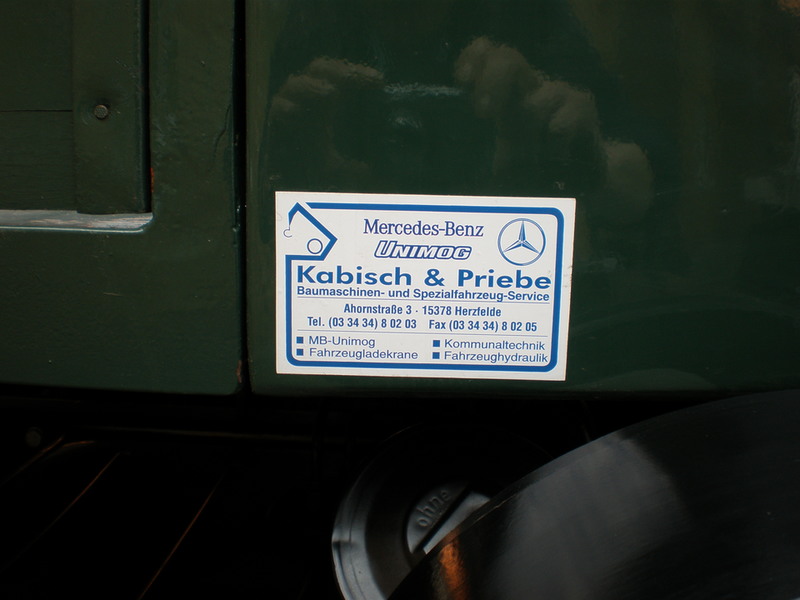 Mercedes-Benz
UNIMOG
Kabisch & Priebe
Baumaschinen- und Spezialfahrzeug-Service
Ahornstraße 3 - 15378 Herzfelde
Tel. (03 34 34) 8 02 03 Fax (03 34 34) 8 02 05
MB-Unimog
Fahrzeugladekrane
Kommunaltechnik
Fahrzeughydraulik
ohne